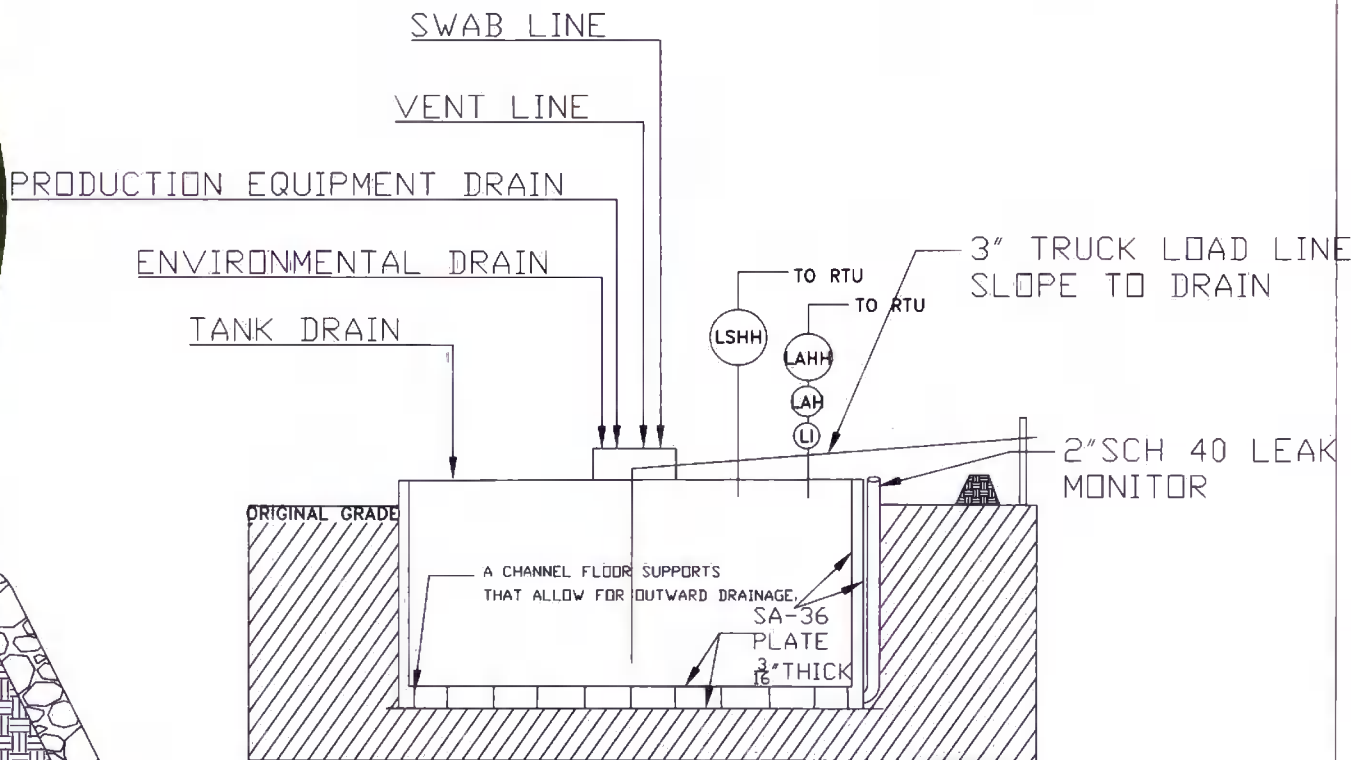 SWAB LINE
VENT LINE
PRODUCTION EQUIPMENT DRAIN
ENVIRONMENTAL DRAIN
TANK DRAIN
TO RTU
TO RTU
3" TRUCK LOAD LINE
SLOPE TO DRAIN
LSHH
LAHH
LAH
LI
2"SCH 40 LEAK
MONITOR
ORIGINAL GRADE
A CHANNEL FLOOR SUPPORTS
THAT ALLOW FOR OUTWARD DRAINAGE.
SA-36
PLATE
3/16"THICK